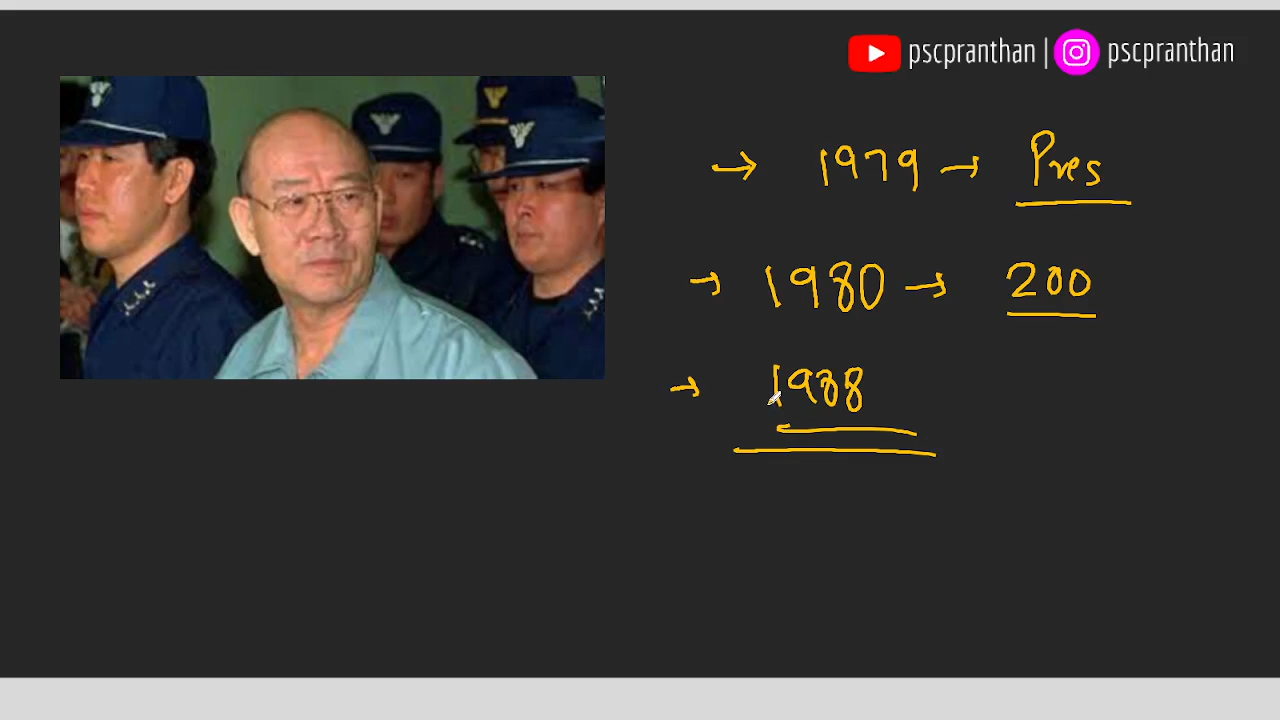 pscpranthan | pscpranthan
→ 1979 → Pres
→ 1980 → 200
→ 1988